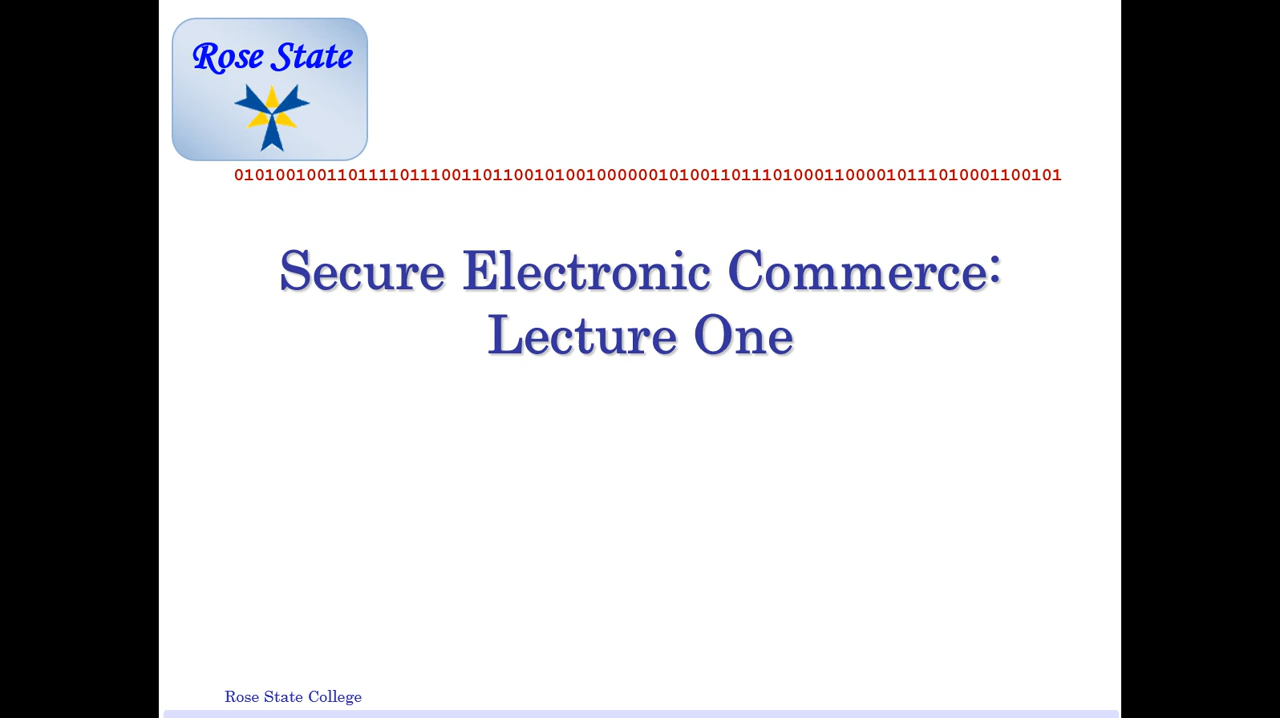 Rose State
01010010011011110111001101100101001000000101001101110100011000010111010001100101
Secure Electronic Commerce:
Lecture One
Rose State College